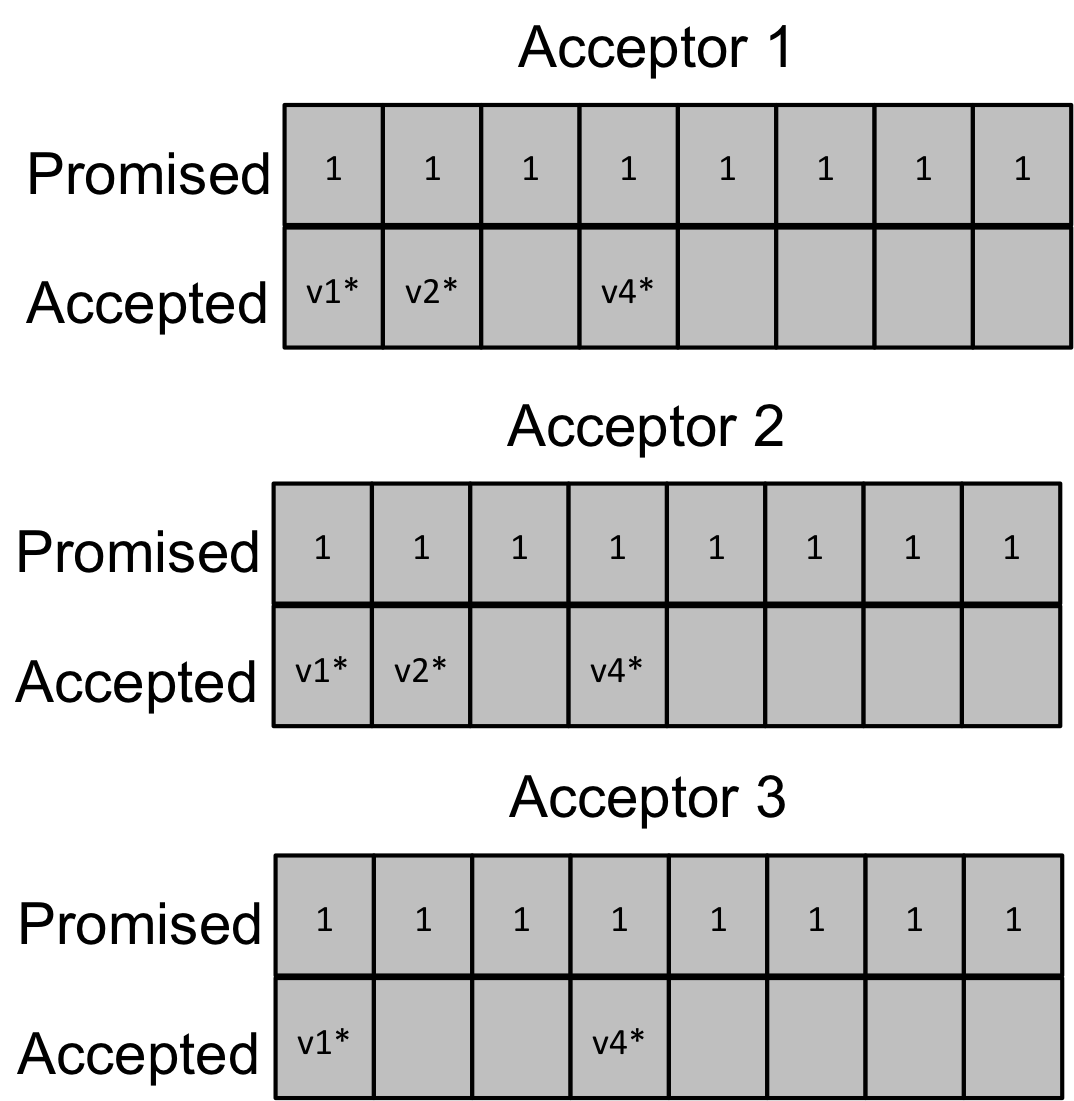 Acceptor 1
Promised 1 1 1 1 1 1 1 1
Accepted v1* v2* v4*
Acceptor 2
Promised 1 1 1 1 1 1 1 1
Accepted v1* v2* v4*
Acceptor 3
Promised 1 1 1 1 1 1 1 1
Accepted v1* v4*